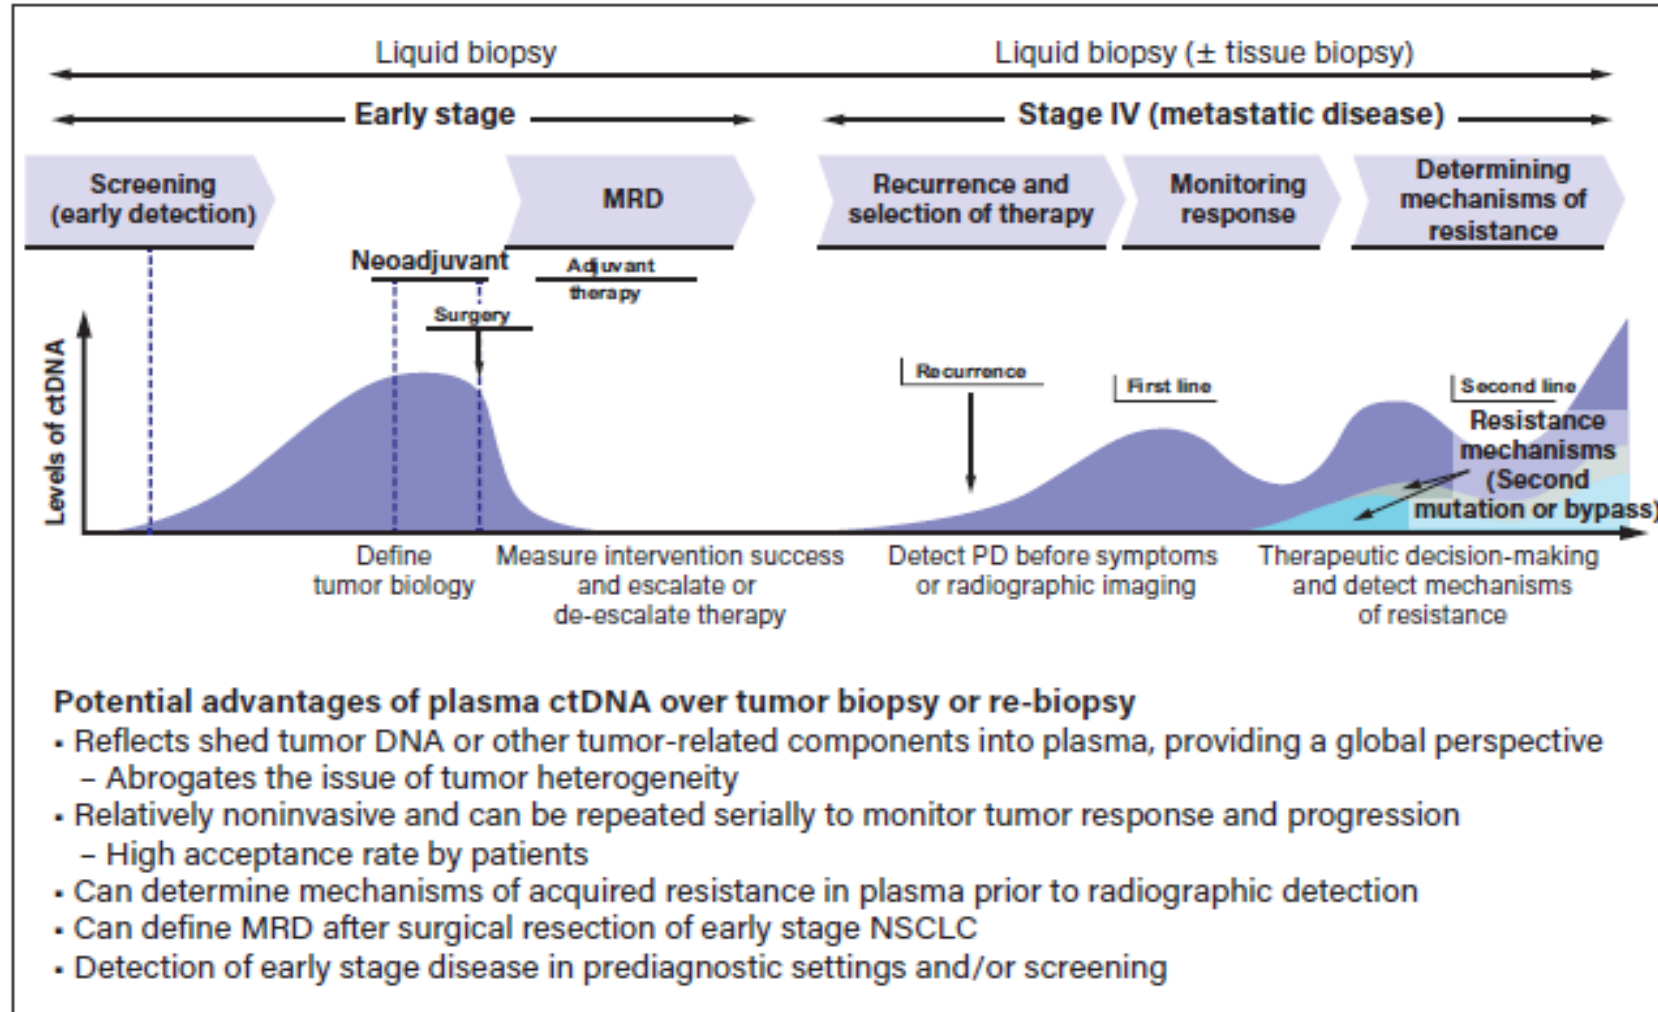 Liquid biopsy
Liquid biopsy (± tissue biopsy)
Early stage
Stage IV (metastatic disease)
Screening
(early detection)
MRD
Recurrence and
selection of therapy
Monitoring
response
Determining
mechanisms of
resistance
Neoadjuvant
Adjuvant
therapy
Surgery
Levels of ctDNA
Recurrence
First line
Second line
Resistance
mechanisms
(Second
mutation or bypass)
Define
tumor biology
Measure intervention success
and escalate or
de-escalate therapy
Detect PD before symptoms
or radiographic imaging
Therapeutic decision-making
and detect mechanisms
of resistance
Potential advantages of plasma ctDNA over tumor biopsy or re-biopsy
▪ Reflects shed tumor DNA or other tumor-related components into plasma, providing a global perspective
– Abrogates the issue of tumor heterogeneity
▪ Relatively noninvasive and can be repeated serially to monitor tumor response and progression
– High acceptance rate by patients
▪ Can determine mechanisms of acquired resistance in plasma prior to radiographic detection
▪ Can define MRD after surgical resection of early stage NSCLC
▪ Detection of early stage disease in prediagnostic settings and/or screening